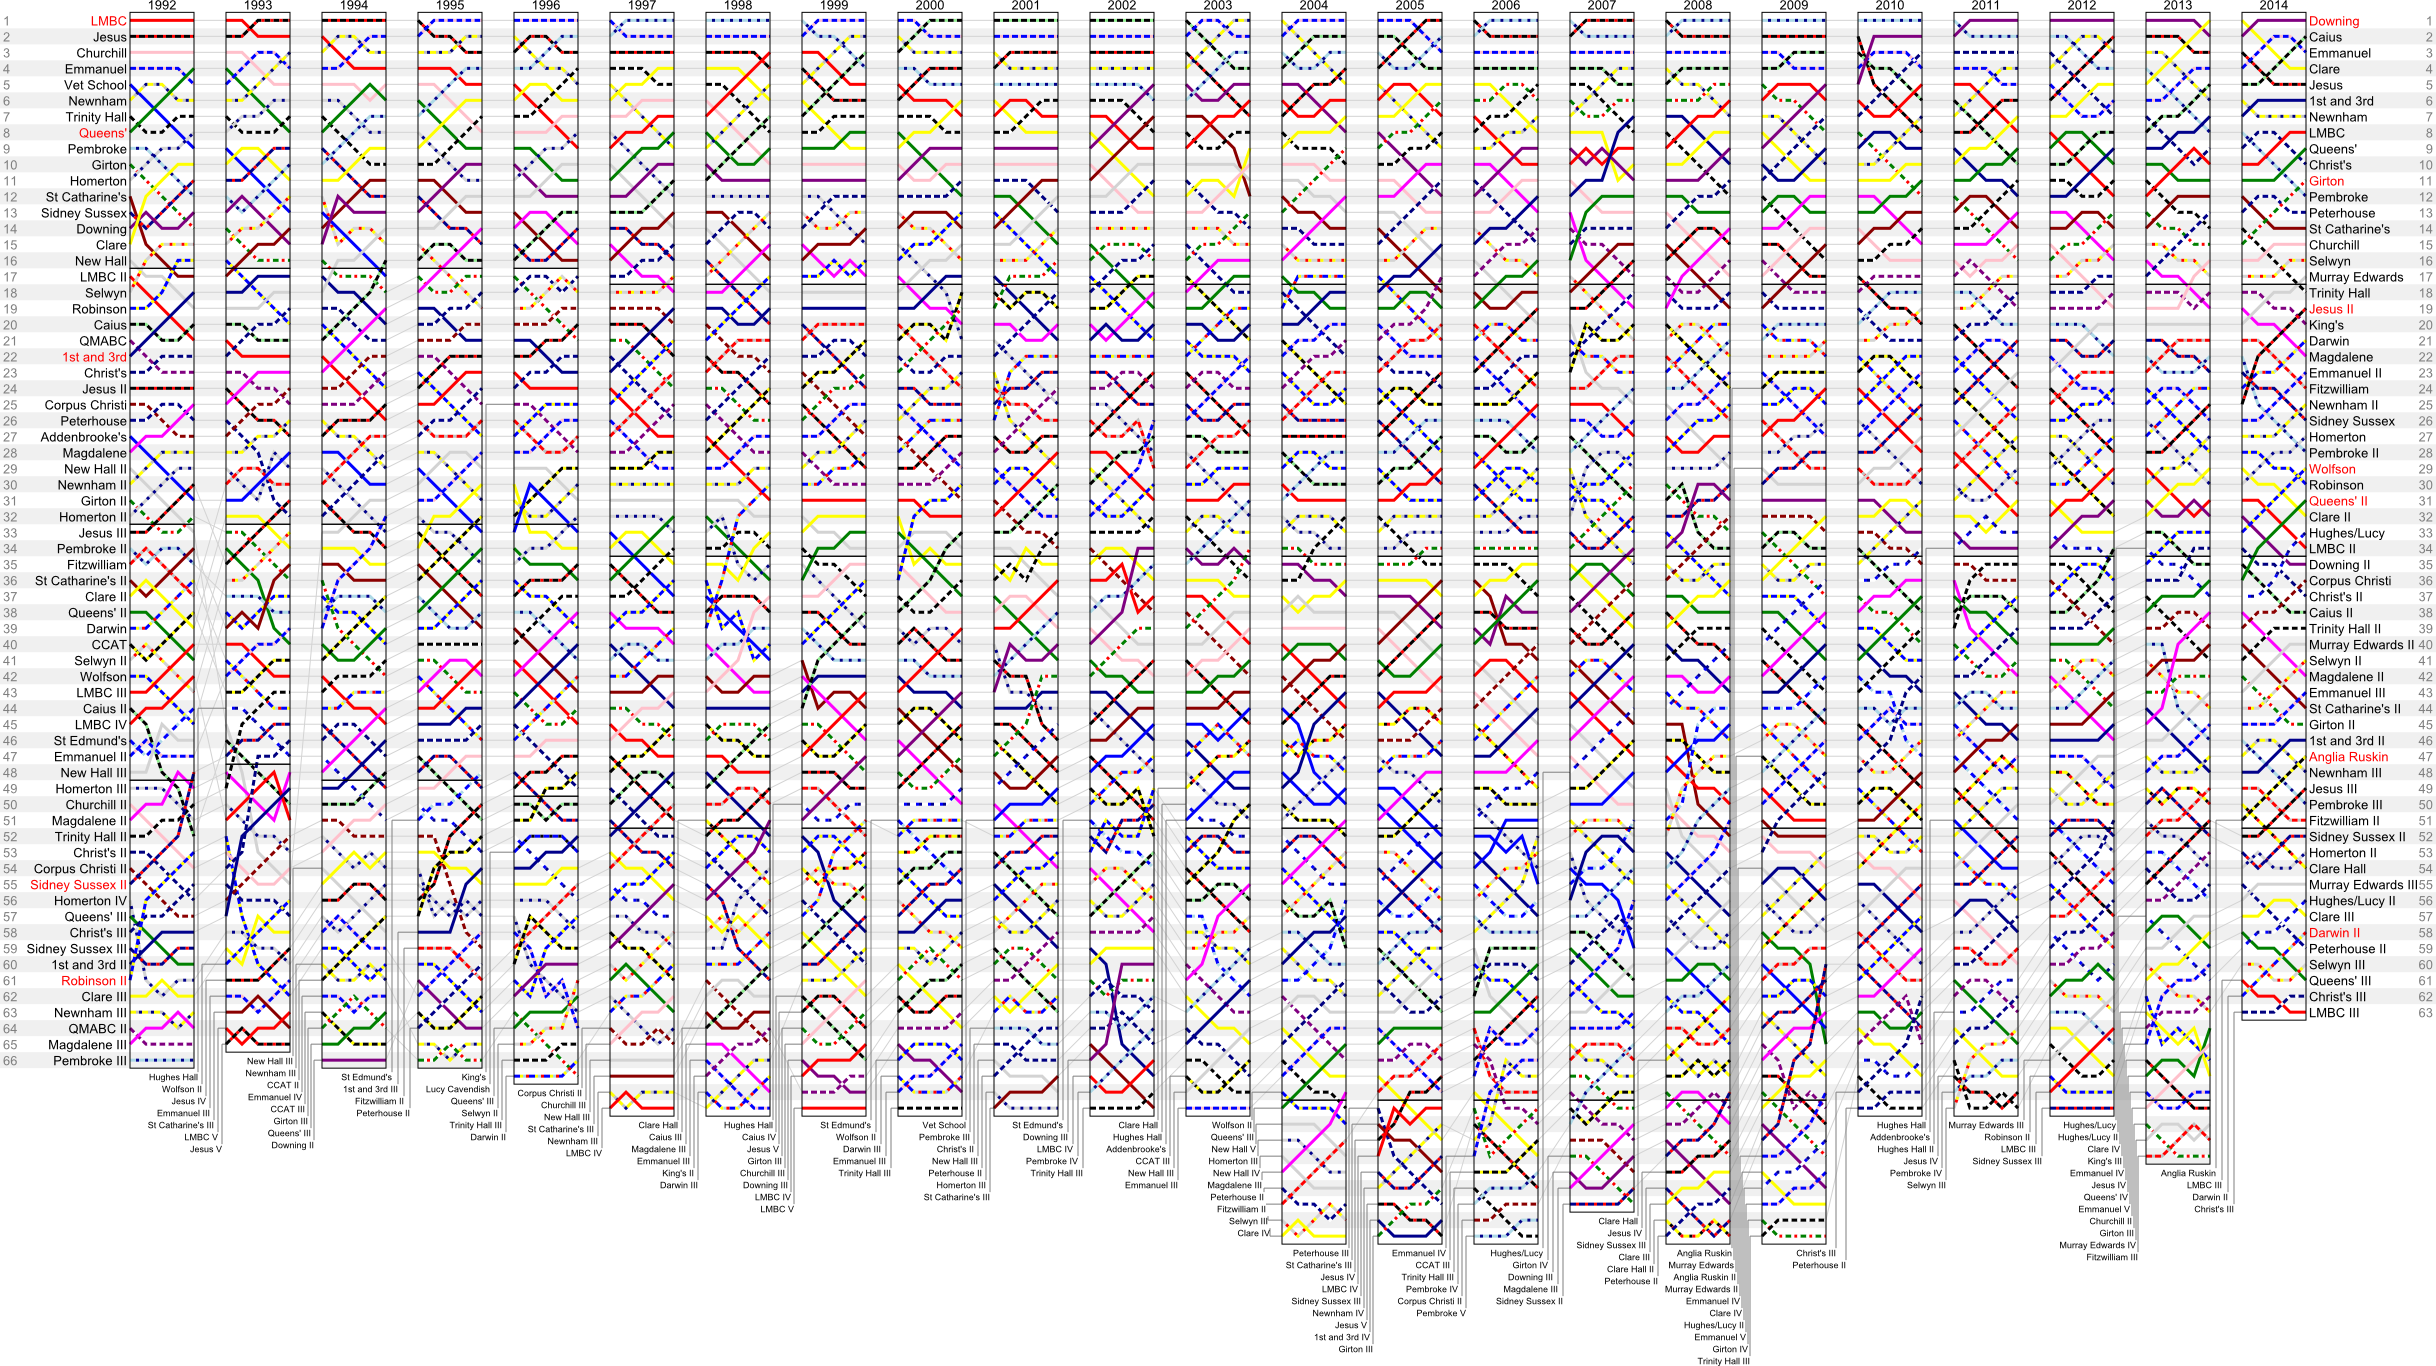 1992 1993 1994 1995 1996 1997 1998 1999 2000 2001 2002 2003 2004 2005 2006 2007 2008 2009 2010 2011 2012 2013 2014
1 LMBC Downing 1
2 Jesus Caius 2
3 Churchill Emmanuel 3
4 Emmanuel Clare 4
5 Vet School Jesus 5
6 Newnham 1st and 3rd 6
7 Trinity Hall Newnham 7
8 Queens' LMBC 8
9 Pembroke Queens' 9
10 Girton Christ's 10
11 Homerton Girton 11
12 St Catharine's Pembroke 12
13 Sidney Sussex Peterhouse 13
14 Downing St Catharine's 14
15 Clare Churchill 15
16 New Hall Selwyn 16
17 LMBC II Murray Edwards 17
18 Selwyn Trinity Hall 18
19 Robinson Jesus II 19
20 Caius King's 20
21 QMABC Darwin 21
22 1st and 3rd Magdalene 22
23 Christ's Emmanuel II 23
24 Jesus II Fitzwilliam 24
25 Corpus Christi Newnham II 25
26 Peterhouse Sidney Sussex 26
27 Addenbrooke's Homerton 27
28 Magdalene Pembroke II 28
29 New Hall II Wolfson 29
30 Newnham II Robinson 30
31 Girton II Queens' II 31
32 Homerton II Clare II 32
33 Jesus III Hughes/Lucy 33
34 Pembroke II LMBC II 34
35 Fitzwilliam Downing II 35
36 St Catharine's II Corpus Christi 36
37 Clare II Christ's II 37
38 Queens' II Caius II 38
39 Darwin Trinity Hall II 39
40 CCAT Murray Edwards II 40
41 Selwyn II Selwyn II 41
42 Wolfson Magdalene II 42
43 LMBC III Emmanuel III 43
44 Caius II St Catharine's II 44
45 LMBC IV Girton II 45
46 St Edmund's 1st and 3rd II 46
47 Emmanuel II Anglia Ruskin 47
48 New Hall III Newnham III 48
49 Homerton III Jesus III 49
50 Churchill II Pembroke III 50
51 Magdalene II Fitzwilliam II 51
52 Trinity Hall II Sidney Sussex II 52
53 Christ's II Homerton II 53
54 Corpus Christi II Clare Hall 54
55 Sidney Sussex II Murray Edwards III 55
56 Homerton IV Hughes/Lucy II 56
57 Queens' III Clare III 57
58 Christ's III Darwin II 58
59 Sidney Sussex III Peterhouse II 59
60 1st and 3rd II Selwyn III 60
61 Robinson II Queens' III 61
62 Clare III Christ's III 62
63 Newnham III LMBC III 63
64 QMABC II
65 Magdalene III
66 Pembroke III
Hughes Hall
Wolfson II
Jesus IV
Emmanuel III
St Catharine's III
LMBC V
Jesus V
New Hall III
Newnham III
CCAT II
Emmanuel IV
CCAT III
Girton III
Queens' III
Downing II
St Edmund's
1st and 3rd III
Fitzwilliam II
Peterhouse II
King's
Lucy Cavendish
Queens' III
Selwyn II
Trinity Hall III
Darwin II
Corpus Christi II
Churchill III
New Hall III
St Catharine's III
Newnham III
LMBC IV
Clare Hall
Caius III
Magdalene III
Emmanuel III
King's II
Darwin III
Hughes Hall
Caius IV
Jesus V
Girton III
Churchill III
Downing III
LMBC IV
LMBC V
St Edmund's
Wolfson II
Darwin III
Emmanuel III
Trinity Hall III
Vet School
Pembroke III
Christ's II
New Hall III
Peterhouse II
Homerton III
St Catharine's III
St Edmund's
Downing III
LMBC IV
Pembroke IV
Trinity Hall III
Clare Hall
Hughes Hall
Addenbrooke's
CCAT III
New Hall III
Emmanuel III
Wolfson II
Queens' III
New Hall V
Homerton III
New Hall IV
Magdalene III
Peterhouse II
Fitzwilliam II
Selwyn III
Clare IV
Peterhouse III
St Catharine's III
Jesus IV
LMBC IV
Sidney Sussex III
Newnham IV
Jesus V
1st and 3rd IV
Girton III
Emmanuel IV
CCAT III
Trinity Hall III
Pembroke IV
Corpus Christi II
Pembroke V
Hughes/Lucy
Girton IV
Downing III
Magdalene III
Sidney Sussex II
Clare Hall
Jesus IV
Sidney Sussex III
Clare III
Clare Hall II
Peterhouse II
Anglia Ruskin
Murray Edwards
Anglia Ruskin II
Murray Edwards II
Emmanuel IV
Clare IV
Hughes/Lucy II
Emmanuel V
Girton IV
Trinity Hall III
Christ's III
Peterhouse II
Hughes Hall
Addenbrooke's
Hughes Hall II
Jesus IV
Pembroke IV
Selwyn III
Murray Edwards III
Robinson II
LMBC III
Sidney Sussex III
Hughes/Lucy
Hughes/Lucy II
Clare IV
King's III
Emmanuel IV
Jesus IV
Queens' IV
Emmanuel V
Churchill II
Girton III
Murray Edwards IV
Fitzwilliam III
Anglia Ruskin
LMBC III
Darwin II
Christ's III